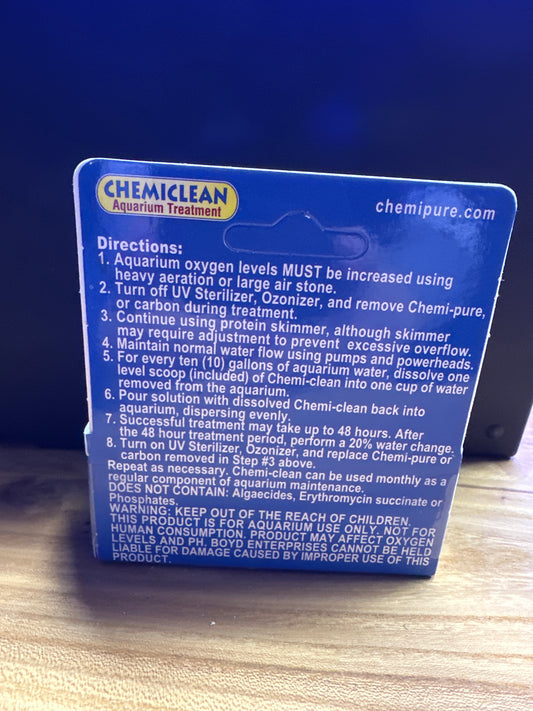 CHEMICLEAN
Aquarium Treatment
chemipure.com
Directions:
1. Aquarium oxygen levels MUST be increased using
heavy aeration or large air stone.
2. Turn off UV Sterilizer, Ozonizer, and remove Chemi-pure,
or carbon during treatment.
3. Continue using protein skimmer, although skimmer
may require adjustment to prevent excessive overflow.
4. Maintain normal water flow using pumps and powerheads.
5. For every ten (10) gallons of aquarium water, dissolve one
level scoop (included) of Chemi-clean into one cup of water
removed from the aquarium.
6. Pour solution with dissolved Chemi-clean back into
aquarium, dispersing evenly.
7. Successful treatment may take up to 48 hours. After
the 48 hour treatment period, perform a 20% water change.
8. Turn on UV Sterilizer, Ozonizer, and replace Chemi-pure or
carbon removed in Step #3 above.
Repeat as necessary. Chemi-clean can be used monthly as a
regular component of aquarium maintenance.
DOES NOT CONTAIN: Algaecides, Erythromycin succinate or
Phosphates.
WARNING: KEEP OUT OF THE REACH OF CHILDREN.
THIS PRODUCT IS FOR AQUARIUM USE ONLY. NOT FOR
HUMAN CONSUMPTION. PRODUCT MAY AFFECT OXYGEN
LEVELS AND PH. BOYD ENTERPRISES CANNOT BE HELD
LIABLE FOR DAMAGE CAUSED BY IMPROPER USE OF THIS
PRODUCT.